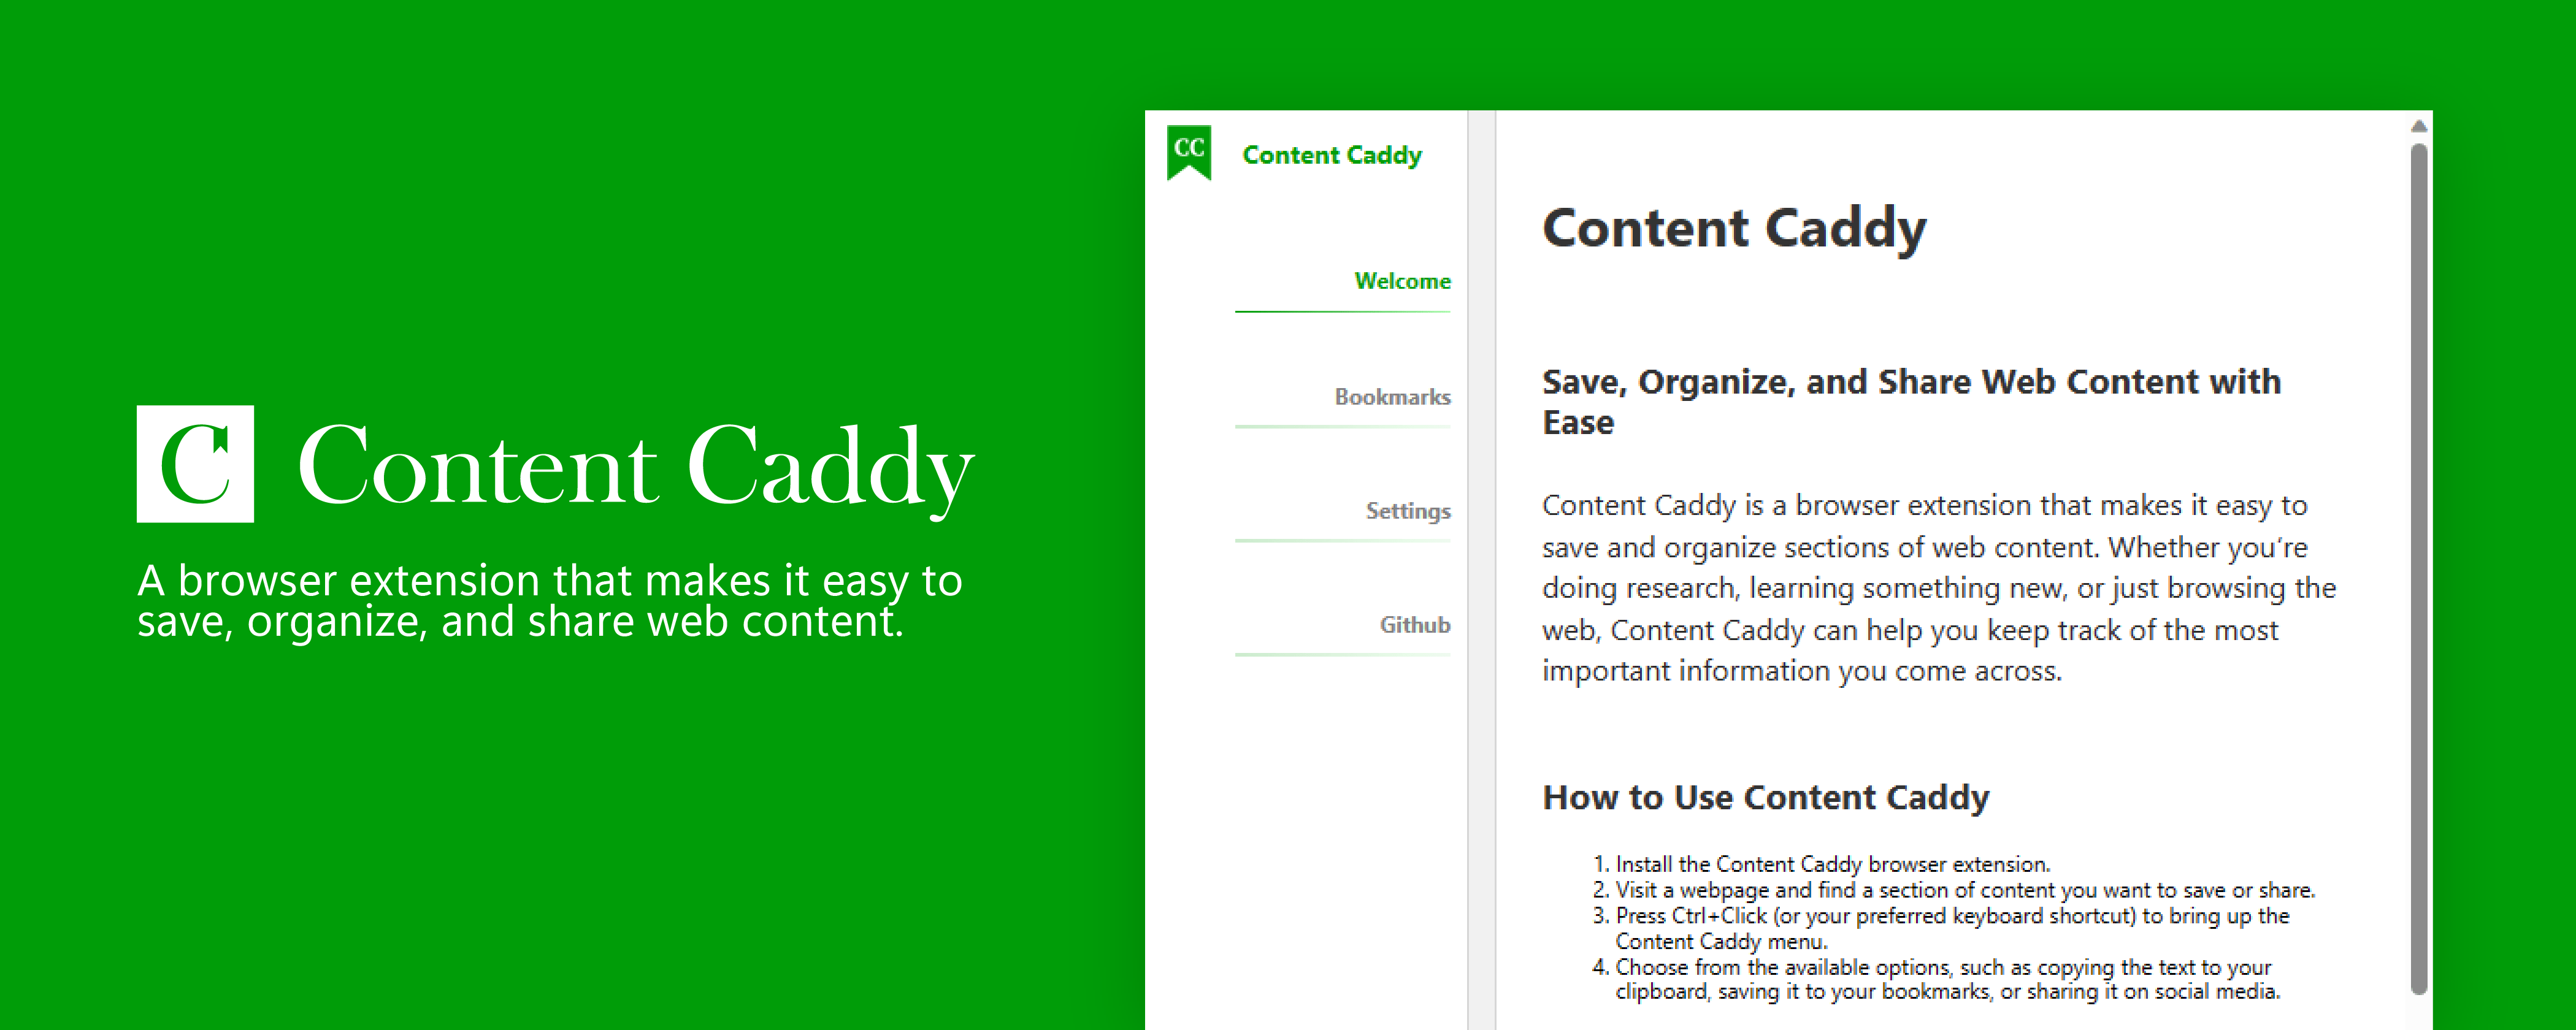 C Content Caddy
A browser extension that makes it easy to
save, organize, and share web content.
CC Content Caddy
Welcome
Bookmarks
Settings
Github
Content Caddy
Save, Organize, and Share Web Content with
Ease
Content Caddy is a browser extension that makes it easy to
save and organize sections of web content. Whether you're
doing research, learning something new, or just browsing the
web, Content Caddy can help you keep track of the most
important information you come across.
How to Use Content Caddy
1. Install the Content Caddy browser extension.
2. Visit a webpage and find a section of content you want to save or share.
3. Press Ctrl+Click (or your preferred keyboard shortcut) to bring up the
Content Caddy menu.
4. Choose from the available options, such as copying the text to your
clipboard, saving it to your bookmarks, or sharing it on social media.